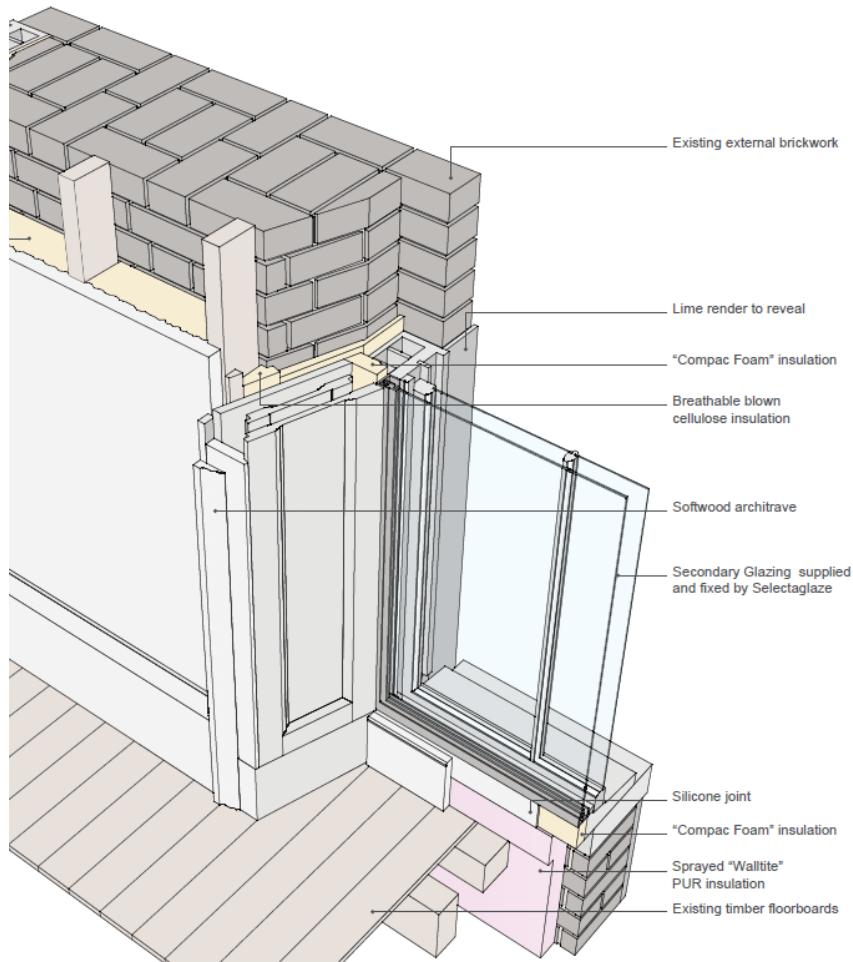 Existing external brickwork
Lime render to reveal
“Compac Foam” insulation
Breathable blown
cellulose insulation
Softwood architrave
Secondary Glazing supplied
and fixed by Selectaglaze
Silicone joint
“Compac Foam” insulation
Sprayed “Walltite”
PUR insulation
Existing timber floorboards